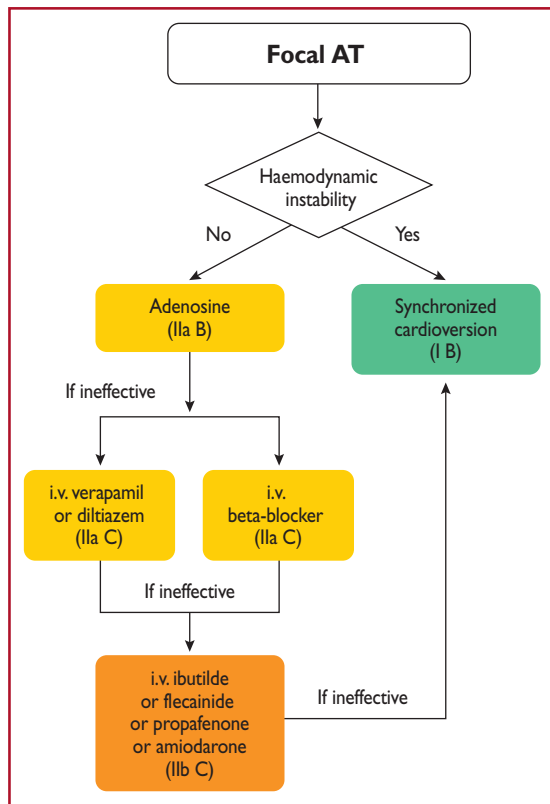 Focal AT
Haemodynamic
instability
No
Yes
Adenosine
(IIa B)
Synchronized
cardioversion
(I B)
If ineffective
i.v. verapamil
or diltiazem
(IIa C)
i.v.
beta-blocker
(IIa C)
If ineffective
i.v. ibutilde
or flecainide
or propafenone
or amiodarone
(IIb C)
If ineffective